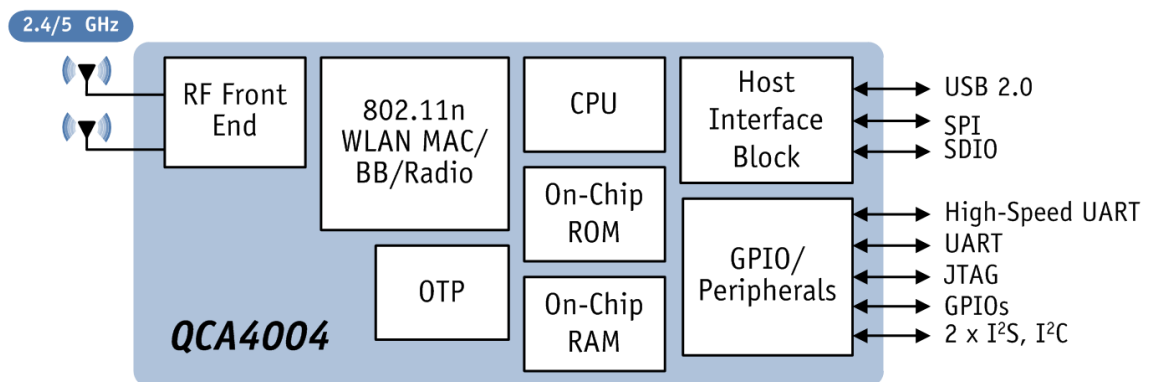 2.4/5 GHz
RF Front
End
802.11n
WLAN MAC/
BB/Radio
CPU
Host
Interface
Block
USB 2.0
SPI
SDIO
On-Chip
ROM
OTP
On-Chip
RAM
GPIO/
Peripherals
High-Speed UART
UART
JTAG
GPIOs
2 x I²S, I²C
QCA4004